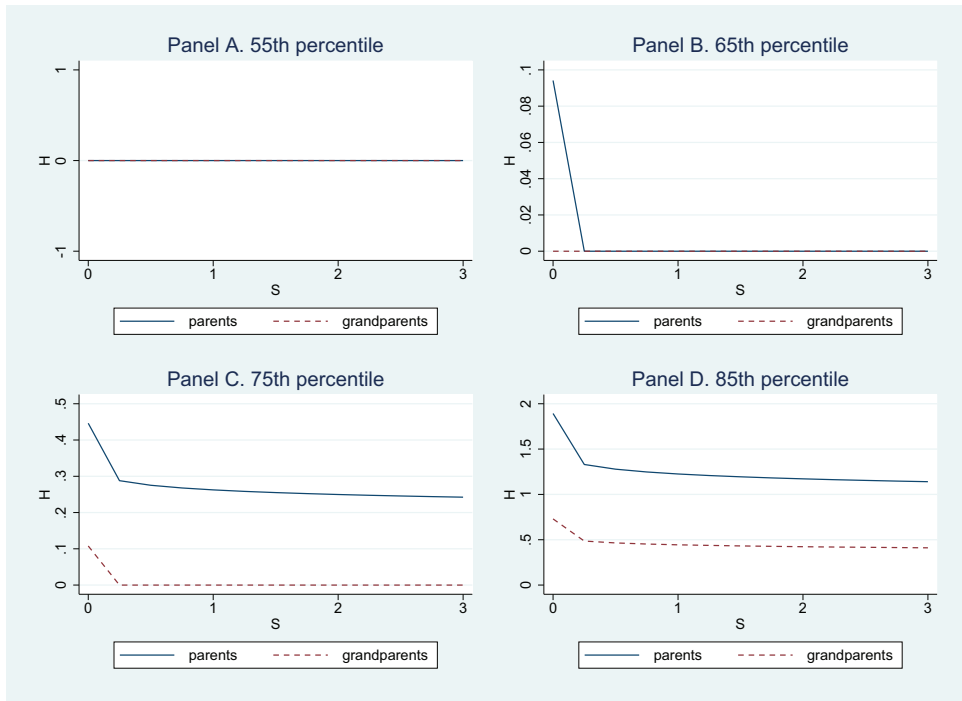 Panel A. 55th percentile
1
0
-1
H
0 1 2 3
S
parents grandparents
Panel B. 65th percentile
.1
.08
.06
.04
.02
0
H
0 1 2 3
S
parents grandparents
Panel C. 75th percentile
.5
.4
.3
.2
.1
0
H
0 1 2 3
S
parents grandparents
Panel D. 85th percentile
2
1.5
1
.5
0
H
0 1 2 3
S
parents grandparents